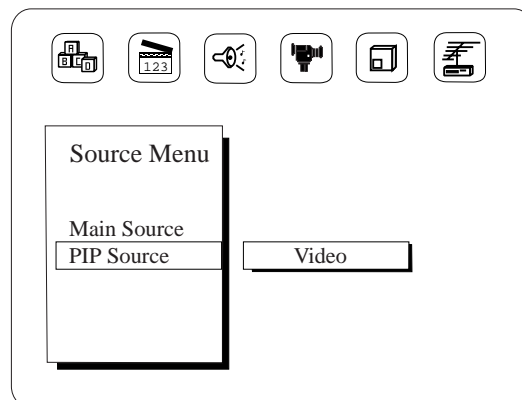 A
B C D
123
Source Menu
Main Source
PIP Source
Video